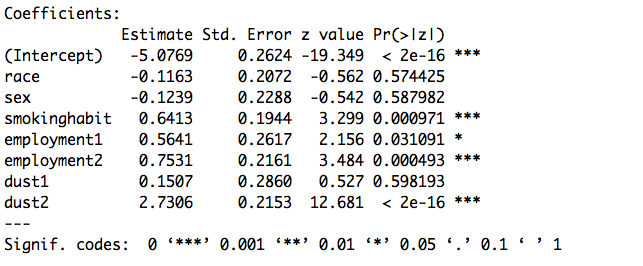 Coefficients:
            Estimate Std. Error z value Pr(>|z|)
(Intercept)  -5.0769     0.2624 -19.349  < 2e-16 ***
race         -0.1163     0.2072  -0.562 0.574425
sex          -0.1239     0.2288  -0.542 0.587982
smokinghabit  0.6413     0.1944   3.299 0.000971 ***
employment1   0.5641     0.2617   2.156 0.031091 *
employment2   0.7531     0.2161   3.484 0.000493 ***
dust1         0.1507     0.2860   0.527 0.598193
dust2         2.7306     0.2153  12.681  < 2e-16 ***
---
Signif. codes:  0 ‘***’ 0.001 ‘**’ 0.01 ‘*’ 0.05 ‘.’ 0.1 ‘ ’ 1